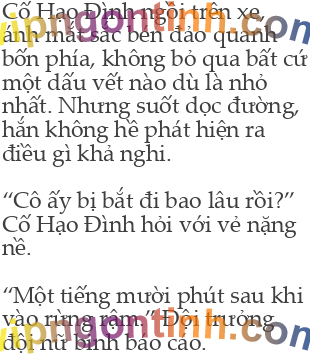 Cố Hạo Đình ngồi trên xe,
ánh mắt sắc bén đảo quanh
bốn phía, không bỏ qua bất cứ
một dấu vết nào dù là nhỏ
nhất. Nhưng suốt dọc đường,
hắn không hề phát hiện ra
điều gì khả nghi.
“Cô ấy bị bắt đi bao lâu rồi?”
Cố Hạo Đình hỏi với vẻ nặng
nề.
“Một tiếng mười phút sau khi
vào rừng rậm.” Đội trưởng
đội nữ binh báo cáo.
vipngontinh.com
vipngontinh.com